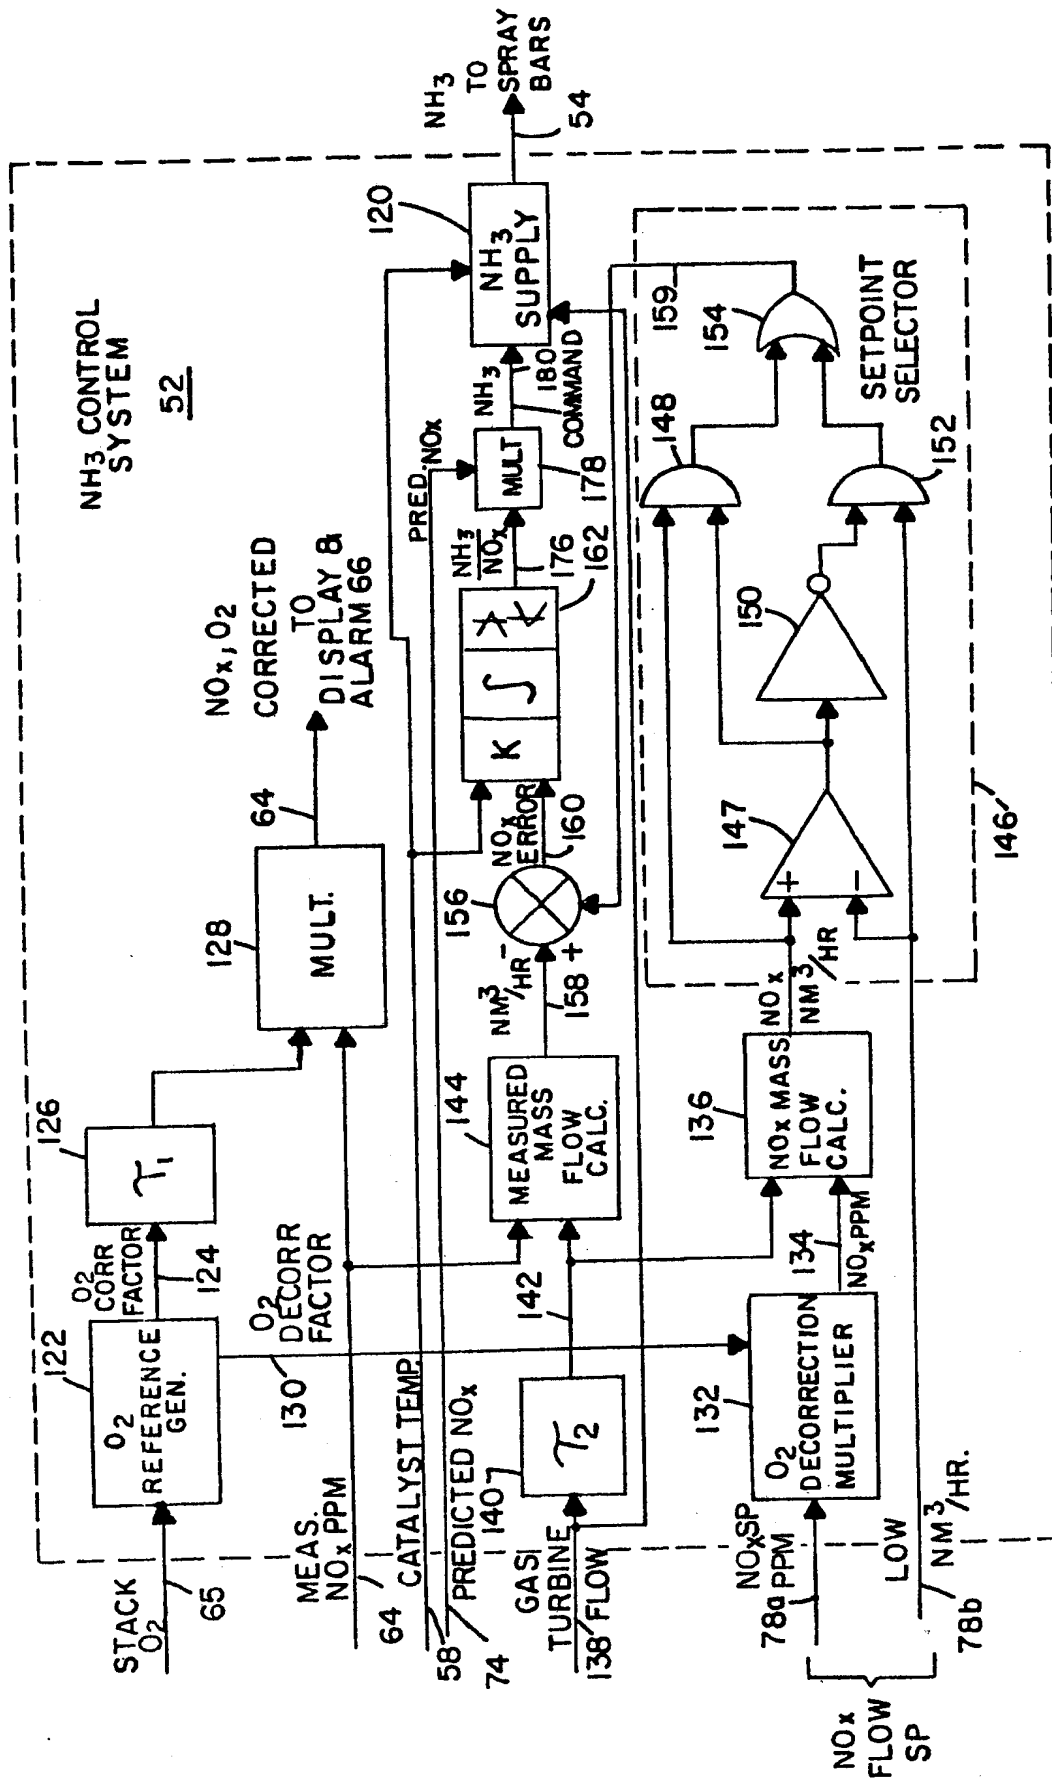 NH3 CONTROL
SYSTEM
52
STACK
O2
65
122
O2
REFERENCE
GEN.
O2
CORR
FACTOR
124
126
τ1
O2
DECORR
FACTOR
130
128
MULT.
64
NOx, O2
CORRECTED
TO
DISPLAY &
ALARM 66
MEAS.
NOx PPM
64
CATALYST TEMP.
58
PREDICTED NOx
74
GAS
TURBINE
138 FLOW
140
τ2
142
144
MEASURED
MASS
FLOW
CALC.
NM3/HR
158
156
-
+
NOx
ERROR
160
K
∫
162
NH3
NOx
176
PRED. NOx
MULT
178
NH3
180
COMMAND
120
NH3
SUPPLY
NH3
TO
SPRAY
BARS
54
NOx
FLOW
SP
NOxSP
78a PPM
LOW
NM3/HR.
78b
132
O2
DECORRECTION
MULTIPLIER
134
NOxPPM
136
NOx MASS
FLOW
CALC.
NOx
NM3/HR
147
+
-
146
148
150
152
154
159
SETPOINT
SELECTOR